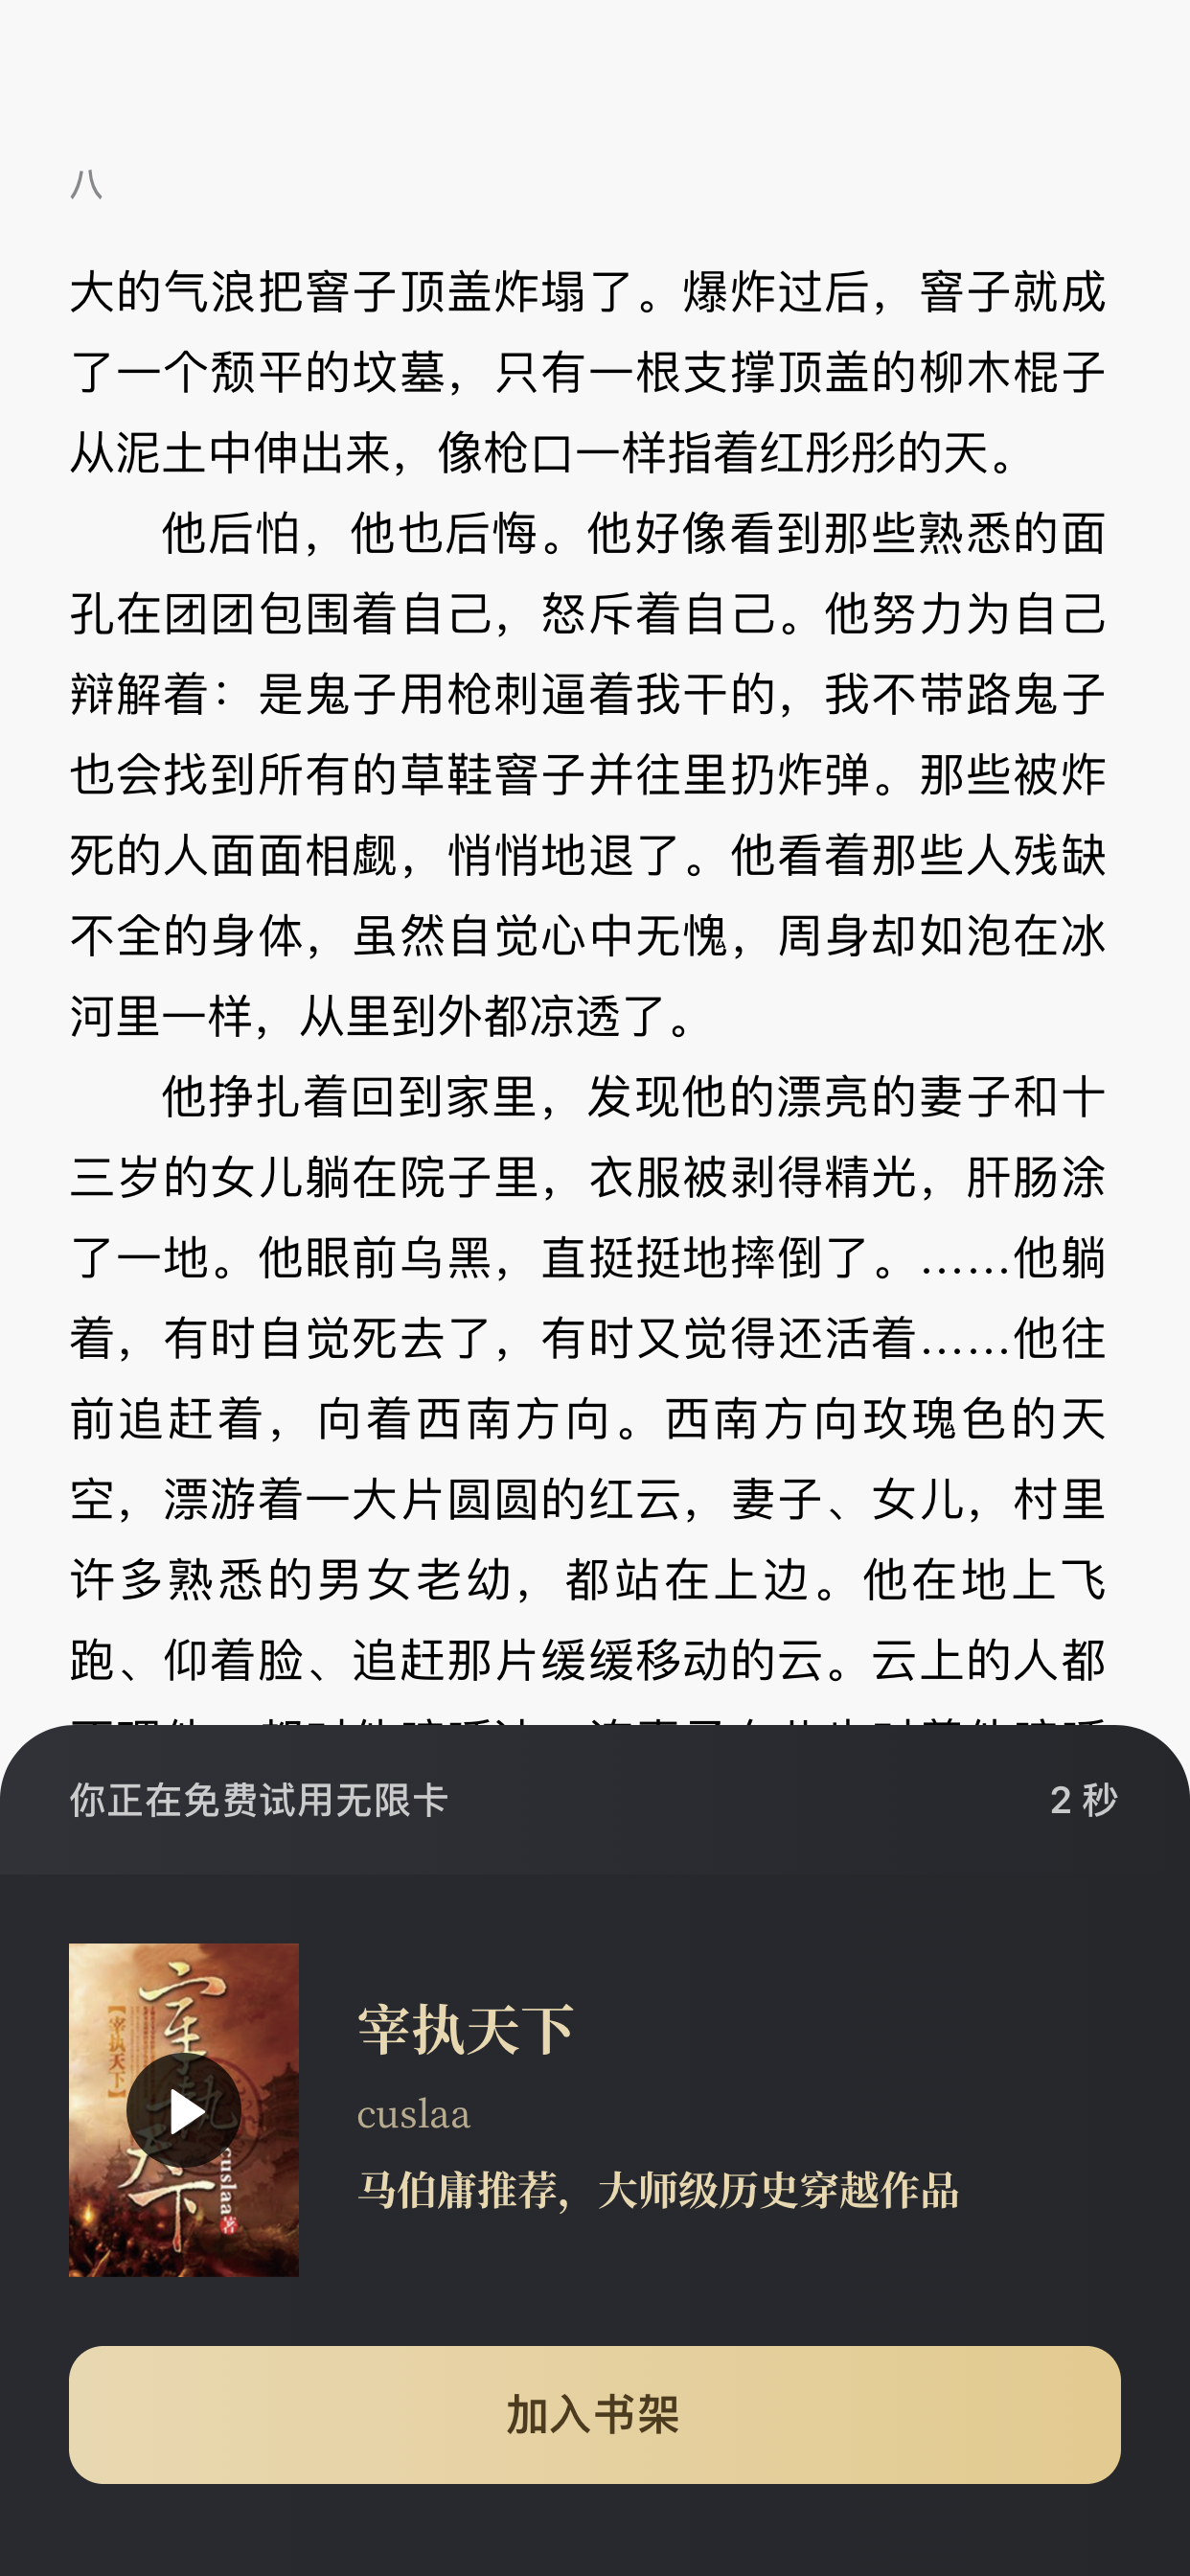 八
大的气浪把窨子顶盖炸塌了。爆炸过后，窨子就成
了一个颓平的坟墓，只有一根支撑顶盖的柳木棍子
从泥土中伸出来，像枪口一样指着红彤彤的天。
他后怕，他也后悔。他好像看到那些熟悉的面
孔在团团包围着自己，怒斥着自己。他努力为自己
辩解着：是鬼子用枪刺逼着我干的，我不带路鬼子
也会找到所有的草鞋窨子并往里扔炸弹。那些被炸
死的人面面相觑，悄悄地退了。他看着那些人残缺
不全的身体，虽然自觉心中无愧，周身却如泡在冰
河里一样，从里到外都凉透了。
他挣扎着回到家里，发现他的漂亮的妻子和十
三岁的女儿躺在院子里，衣服被剥得精光，肝肠涂
了一地。他眼前乌黑，直挺挺地摔倒了。……他躺
着，有时自觉死去了，有时又觉得还活着……他往
前追赶着，向着西南方向。西南方向玫瑰色的天
空，漂游着一大片圆圆的红云，妻子、女儿，村里
许多熟悉的男女老幼，都站在上边。他在地上飞
跑、仰着脸、追赶那片缓缓移动的云。云上的人都
你正在免费试用无限卡
2 秒
宰执天下
【宰执天下】
cuslaa著
宰执天下
cuslaa
马伯庸推荐，大师级历史穿越作品
加入书架